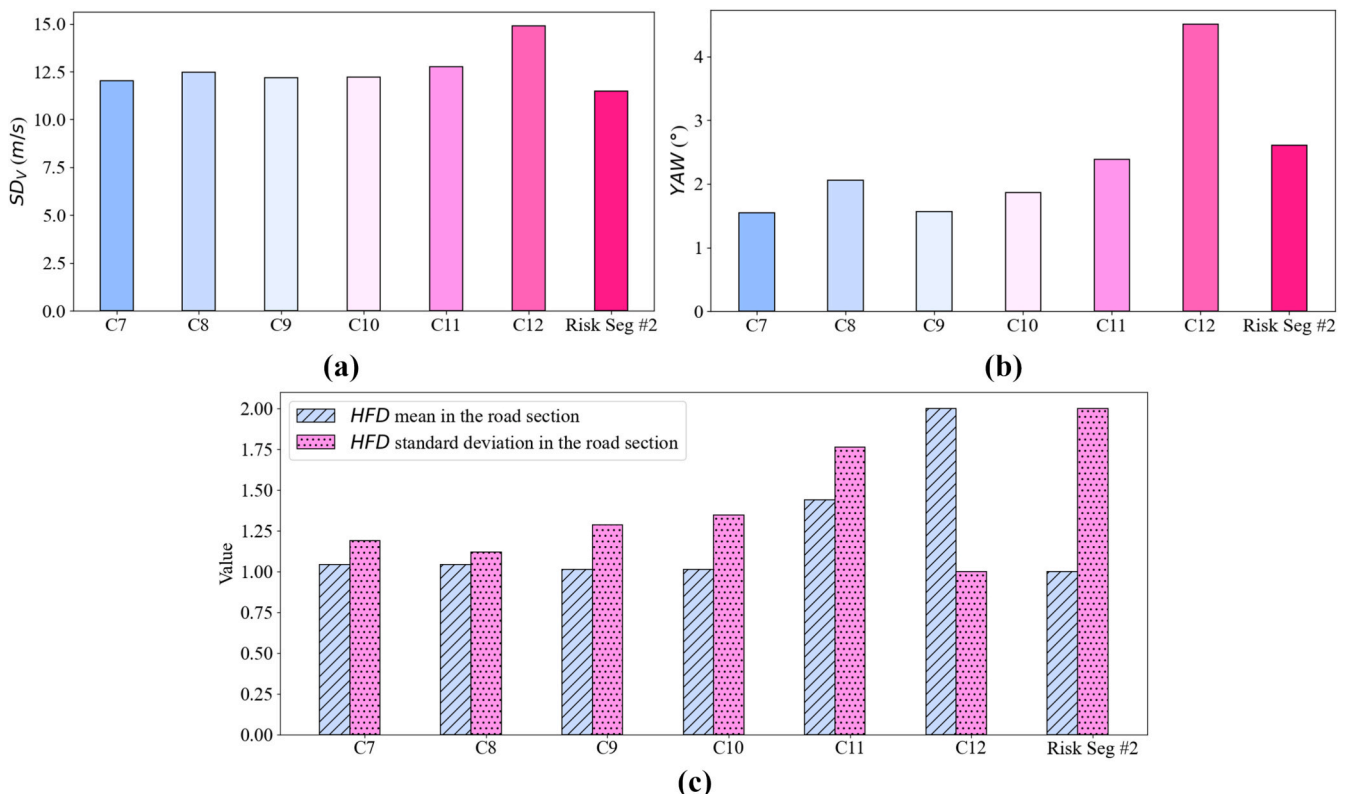 15.0
12.5
10.0
7.5
5.0
2.5
0.0
SD_V (m/s)
C7 C8 C9 C10 C11 C12 Risk Seg #2
(a)
4
3
2
1
0
YAW (°)
C7 C8 C9 C10 C11 C12 Risk Seg #2
(b)
HFD mean in the road section
HFD standard deviation in the road section
2.00
1.75
1.50
1.25
1.00
0.75
0.50
0.25
0.00
Value
C7 C8 C9 C10 C11 C12 Risk Seg #2
(c)